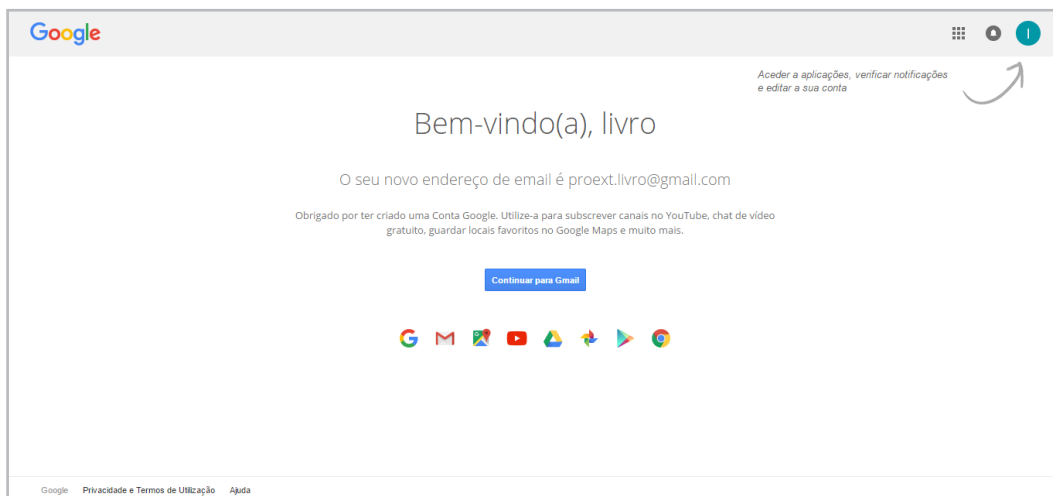 Google
I
Aceder a aplicações, verificar notificações
e editar a sua conta
Bem-vindo(a), livro
O seu novo endereço de email é proext.livro@gmail.com
Obrigado por ter criado uma Conta Google. Utilize-a para subscrever canais no YouTube, chat de vídeo
gratuito, guardar locais favoritos no Google Maps e muito mais.
Continuar para Gmail
Google Privacidade e Termos de Utilização Ajuda